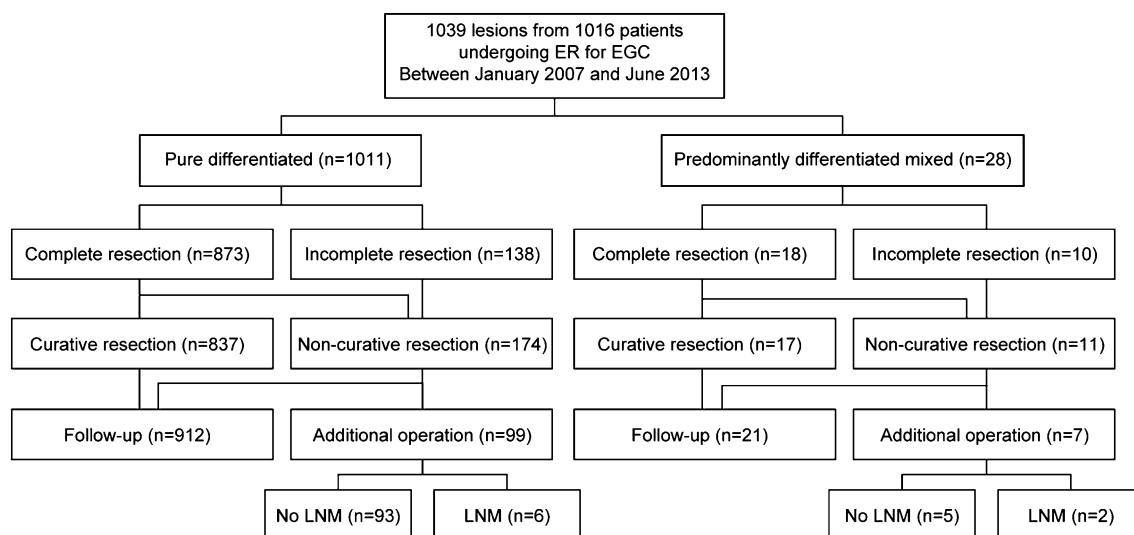 1039 lesions from 1016 patients
undergoing ER for EGC
Between January 2007 and June 2013
Pure differentiated (n=1011)
Predominantly differentiated mixed (n=28)
Complete resection (n=873)
Incomplete resection (n=138)
Complete resection (n=18)
Incomplete resection (n=10)
Curative resection (n=837)
Non-curative resection (n=174)
Curative resection (n=17)
Non-curative resection (n=11)
Follow-up (n=912)
Additional operation (n=99)
Follow-up (n=21)
Additional operation (n=7)
No LNM (n=93)
LNM (n=6)
No LNM (n=5)
LNM (n=2)